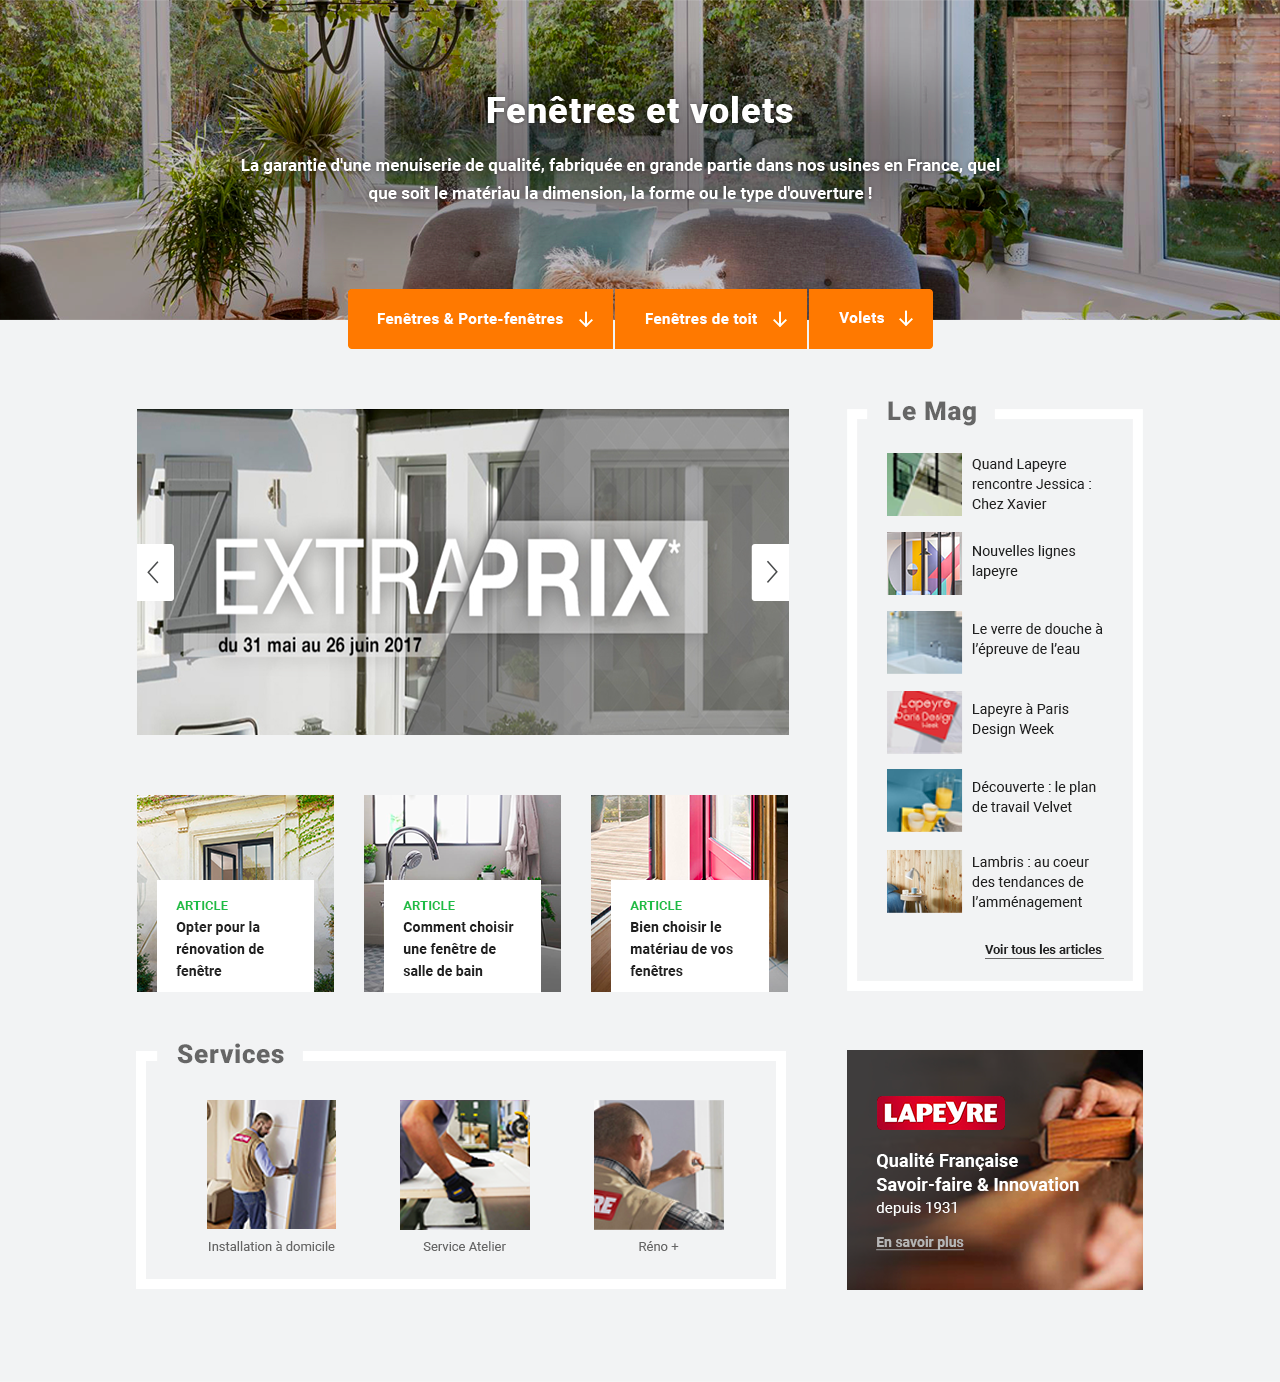 Fenêtres et volets
La garantie d'une menuiserie de qualité, fabriquée en grande partie dans nos usines en France, quel
que soit le matériau la dimension, la forme ou le type d'ouverture !
Fenêtres & Porte-fenêtres
Fenêtres de toit
Volets
EXTRAPRIX*
du 31 mai au 26 juin 2017
Le Mag
Quand Lapeyre
rencontre Jessica :
Chez Xavier
Nouvelles lignes
lapeyre
Le verre de douche à
l’épreuve de l’eau
Lapeyre
Paris Design
Week
Lapeyre à Paris
Design Week
Découverte : le plan
de travail Velvet
Lambris : au coeur
des tendances de
l’amménagement
Voir tous les articles
ARTICLE
Opter pour la
rénovation de
fenêtre
ARTICLE
Comment choisir
une fenêtre de
salle de bain
ARTICLE
Bien choisir le
matériau de vos
fenêtres
Services
Installation à domicile
Service Atelier
RE
Réno +
LAPEYRE
Qualité Française
Savoir-faire & Innovation
depuis 1931
En savoir plus